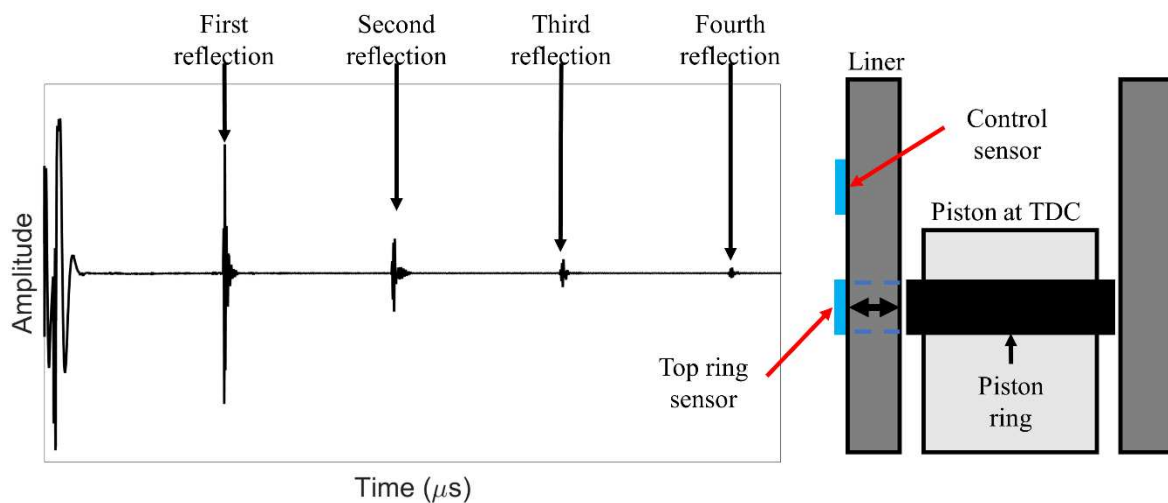 First
reflection
Second
reflection
Third
reflection
Fourth
reflection
Amplitude
Time (μs)
Liner
Control
sensor
Piston at TDC
Top ring
sensor
Piston
ring